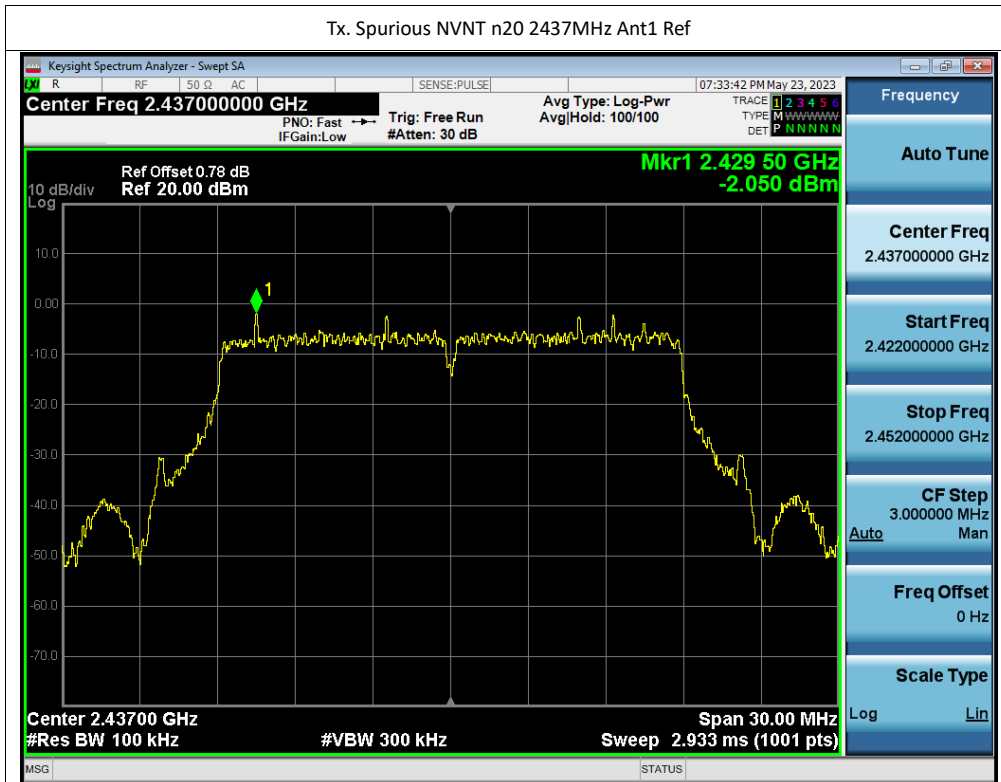 Tx. Spurious NVNT n20 2437MHz Ant1 Ref
Keysight Spectrum Analyzer - Swept SA
LXI R RF 50 Ω AC SENSE:PULSE 07:33:42 PM May 23, 2023
Center Freq 2.437000000 GHz
PNO: Fast
IFGain:Low
Trig: Free Run
#Atten: 30 dB
Avg Type: Log-Pwr
Avg|Hold: 100/100
TRACE 1 2 3 4 5 6
TYPE M WWWWW
DET P N N N N N
Ref Offset 0.78 dB
10 dB/div Ref 20.00 dBm
Log
Mkr1 2.429 50 GHz
-2.050 dBm
10.0
0.00
-10.0
-20.0
-30.0
-40.0
-50.0
-60.0
-70.0
1
Center 2.43700 GHz Span 30.00 MHz
#Res BW 100 kHz #VBW 300 kHz Sweep 2.933 ms (1001 pts)
MSG STATUS
Frequency
Auto Tune
Center Freq
2.437000000 GHz
Start Freq
2.422000000 GHz
Stop Freq
2.452000000 GHz
CF Step
3.000000 MHz
Auto Man
Freq Offset
0 Hz
Scale Type
Log Lin